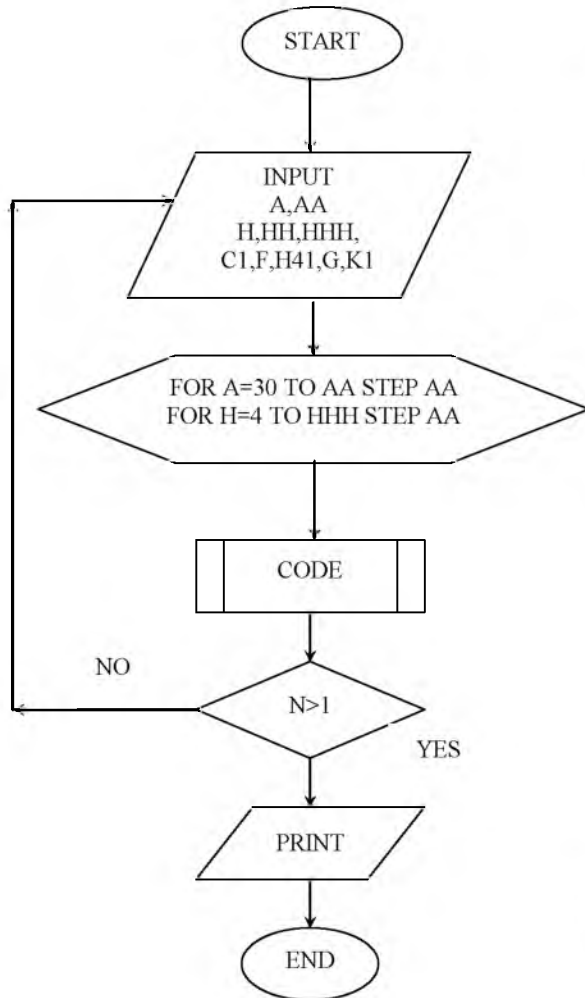 START
INPUT
A,AA
H,HH,HHH,
C1,F,H41,G,K1
FOR A=30 TO AA STEP AA
FOR H=4 TO HHH STEP AA
CODE
NO
N>1
YES
PRINT
END